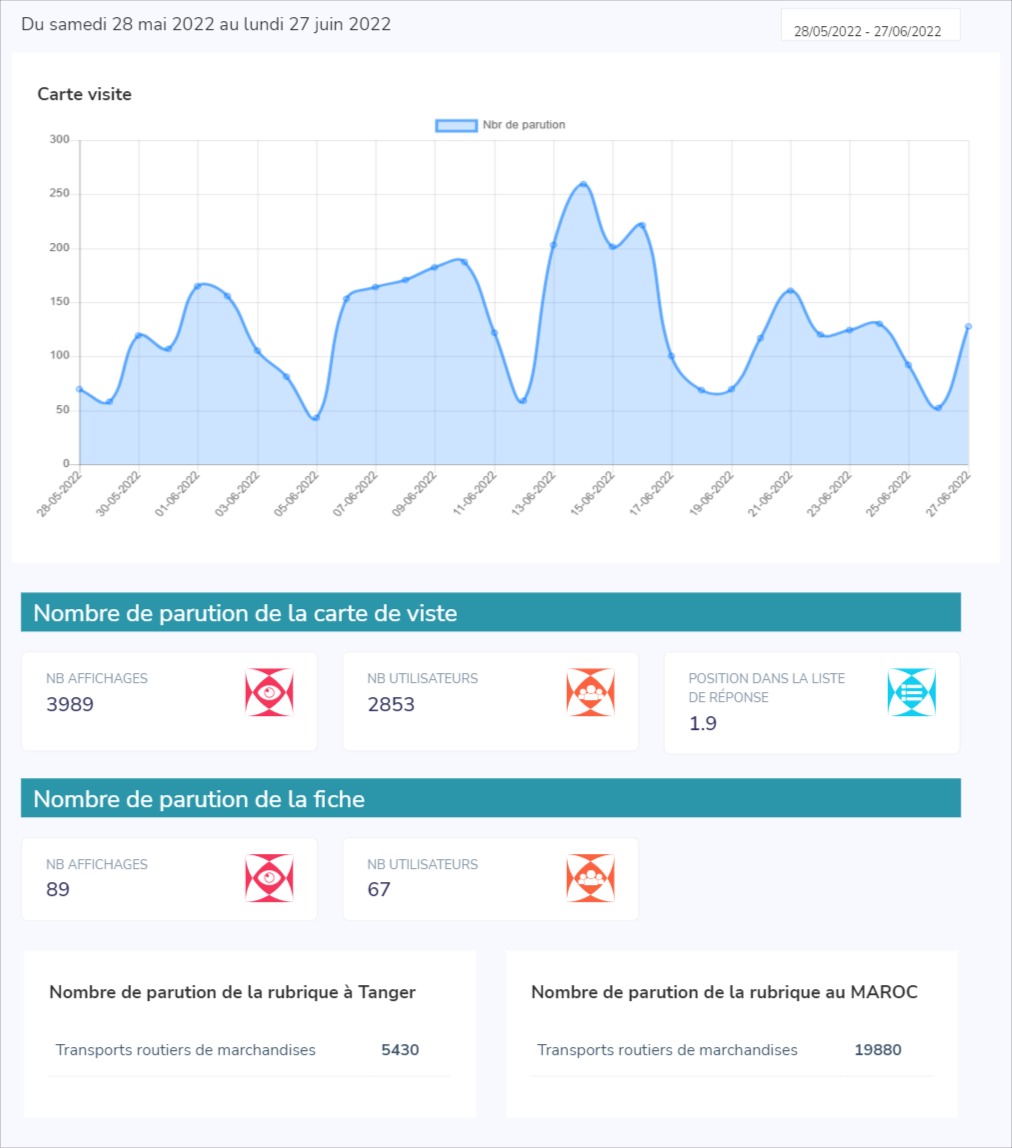 Du samedi 28 mai 2022 au lundi 27 juin 2022
28/05/2022 - 27/06/2022
Carte visite
Nbr de parution
300
250
200
150
100
50
0
28-05-2022
30-05-2022
01-06-2022
03-06-2022
05-06-2022
07-06-2022
09-06-2022
11-06-2022
13-06-2022
15-06-2022
17-06-2022
19-06-2022
21-06-2022
23-06-2022
25-06-2022
27-06-2022
Nombre de parution de la carte de viste
NB AFFICHAGES
3989
NB UTILISATEURS
2853
POSITION DANS LA LISTE
DE RÉPONSE
1.9
Nombre de parution de la fiche
NB AFFICHAGES
89
NB UTILISATEURS
67
Nombre de parution de la rubrique à Tanger
Transports routiers de marchandises 5430
Nombre de parution de la rubrique au MAROC
Transports routiers de marchandises 19880